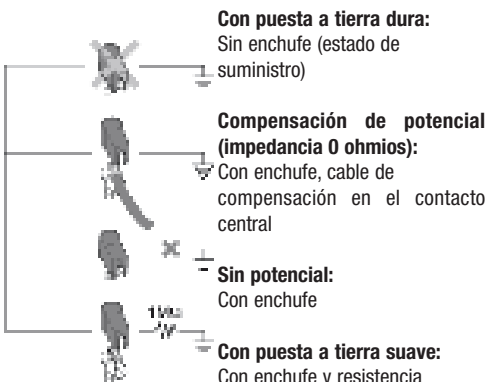 Con puesta a tierra dura:
Sin enchufe (estado de
suministro)
Compensación de potencial
(impedancia 0 ohmios):
Con enchufe, cable de
compensación en el contacto
central
Sin potencial:
Con enchufe
1MΩ
Con puesta a tierra suave:
Con enchufe y resistencia